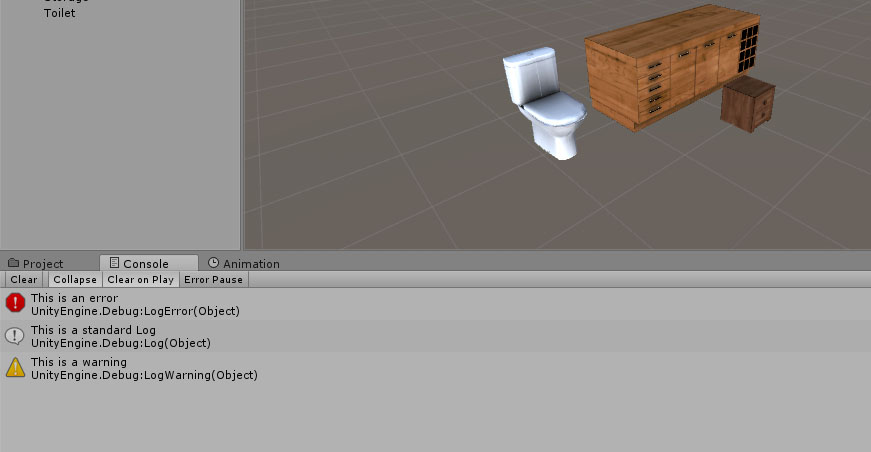 Toilet
Project Console Animation
Clear Collapse Clear on Play Error Pause
This is an error
UnityEngine.Debug:LogError(Object)
This is a standard Log
UnityEngine.Debug:Log(Object)
This is a warning
UnityEngine.Debug:LogWarning(Object)